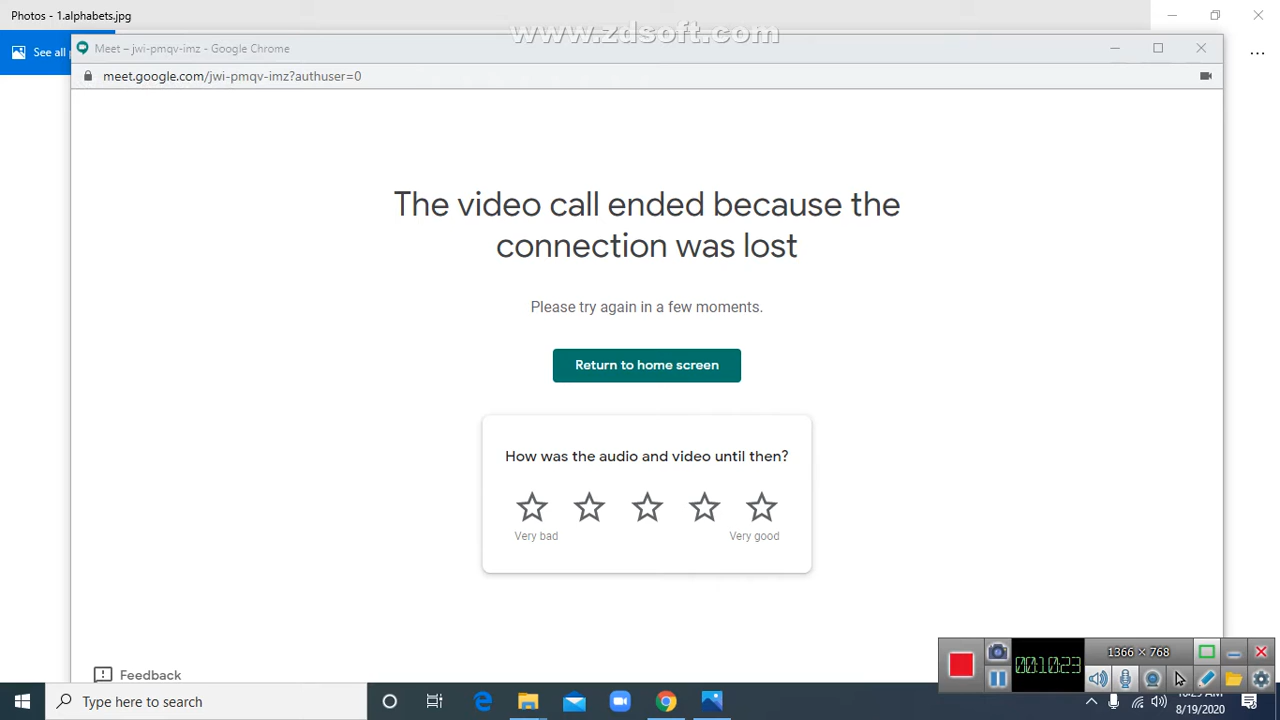 Photos - 1.alphabets.jpg
www.zdsoft.com
See all
Meet – jwi-pmqv-imz - Google Chrome
meet.google.com/jwi-pmqv-imz?authuser=0
The video call ended because the
connection was lost
Please try again in a few moments.
Return to home screen
How was the audio and video until then?
Very bad
Very good
Feedback
1366 × 768
00:10:23
Type here to search
8/19/2020